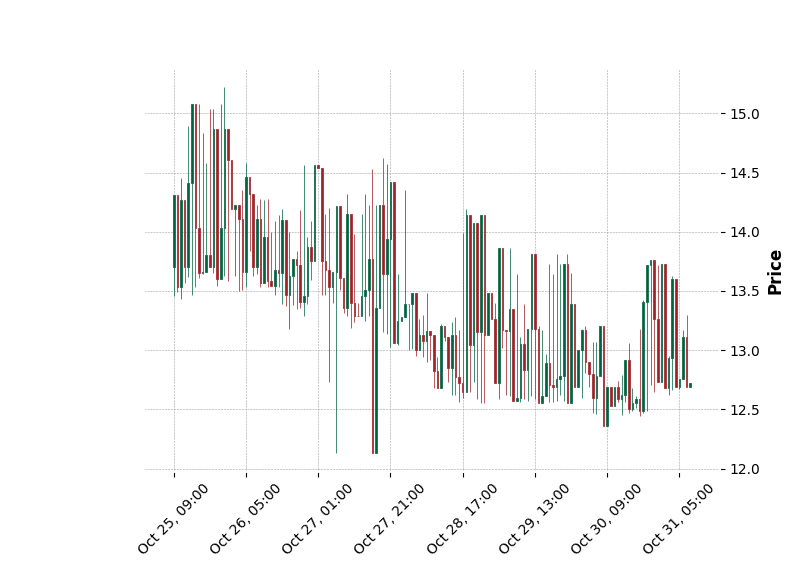 15.0
14.5
14.0
13.5
13.0
12.5
12.0
Price
Oct 25, 09:00
Oct 26, 05:00
Oct 27, 01:00
Oct 27, 21:00
Oct 28, 17:00
Oct 29, 13:00
Oct 30, 09:00
Oct 31, 05:00